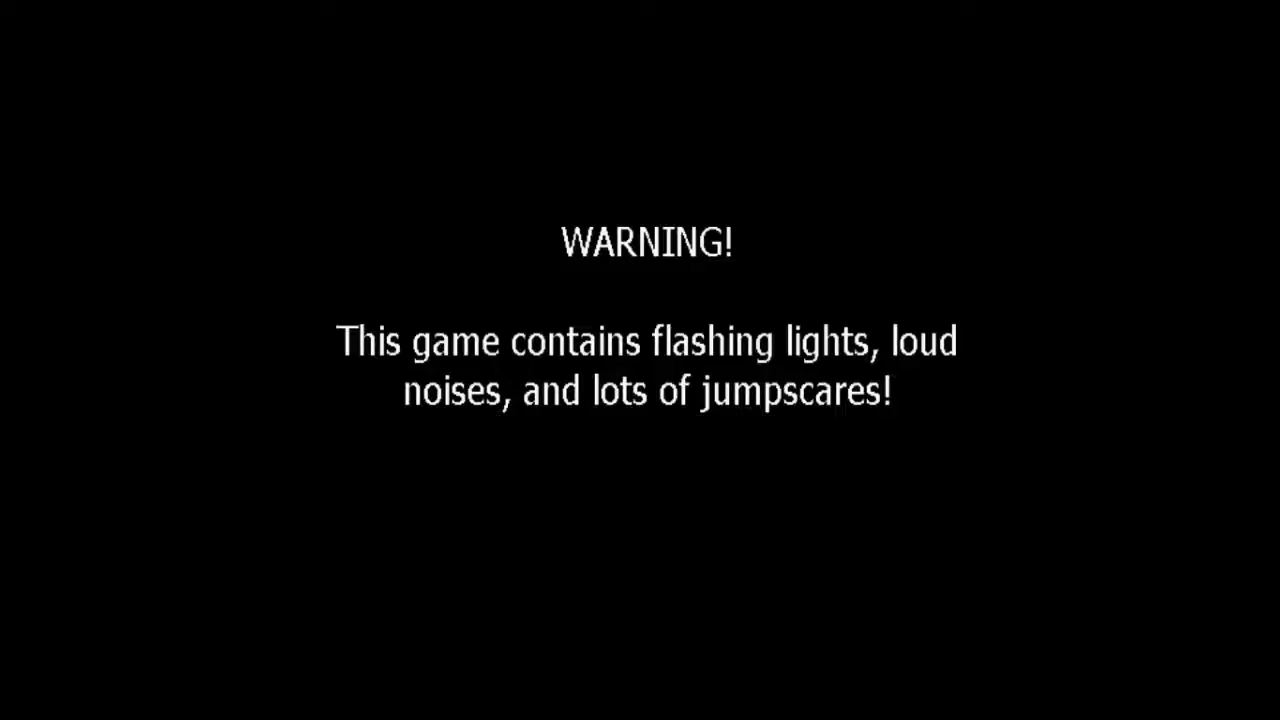 WARNING!
This game contains flashing lights, loud
noises, and lots of jumpscares!